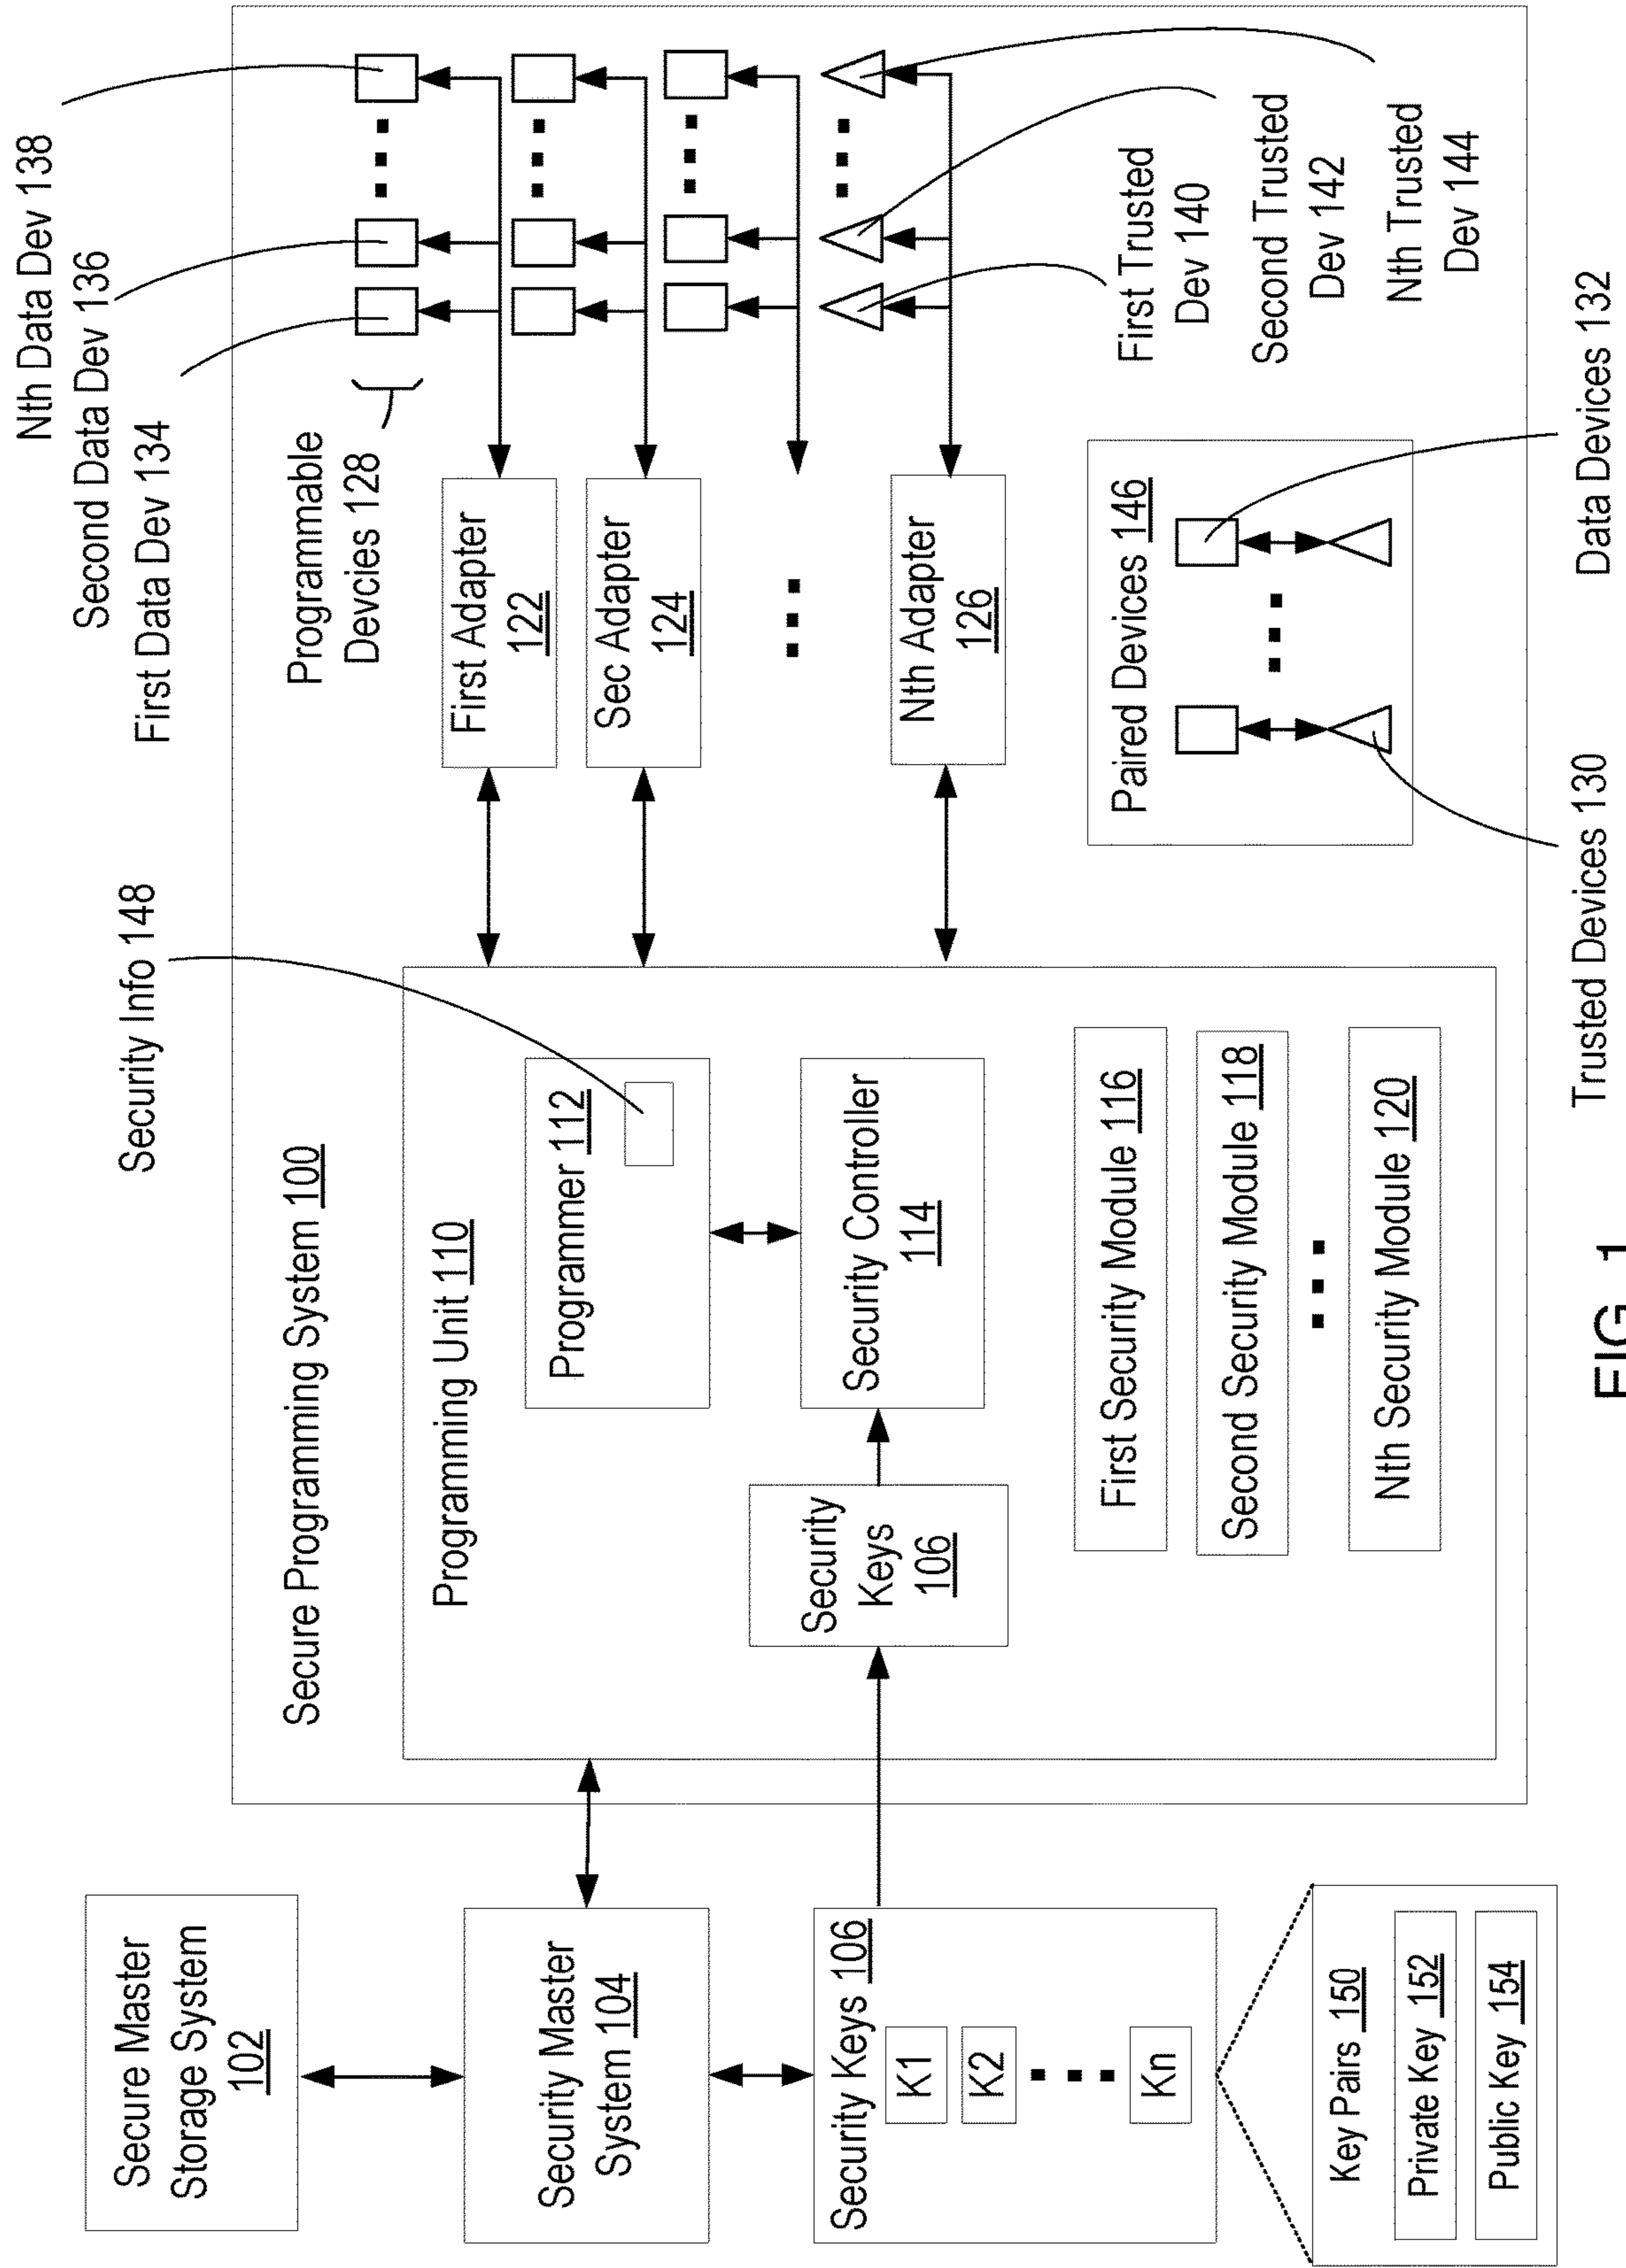 Secure Master
Storage System
102
Security Master
System 104
Security Keys 106
K1
K2
Kn
Key Pairs 150
Private Key 152
Public Key 154
Secure Programming System 100
Programming Unit 110
Security
Keys
106
Programmer 112
Security Controller
114
First Security Module 116
Second Security Module 118
Nth Security Module 120
Security Info 148
First Adapter
122
Sec Adapter
124
Nth Adapter
126
Programmable
Devcies 128
First Data Dev 134
Second Data Dev 136
Nth Data Dev 138
First Trusted
Dev 140
Second Trusted
Dev 142
Nth Trusted
Dev 144
Paired Devices 146
Trusted Devices 130
Data Devices 132
FIG. 1